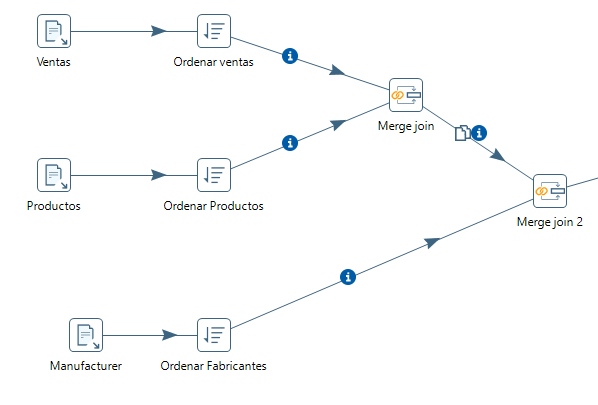 Ventas
Ordenar ventas
Merge join
Productos
Ordenar Productos
Merge join 2
Manufacturer
Ordenar Fabricantes